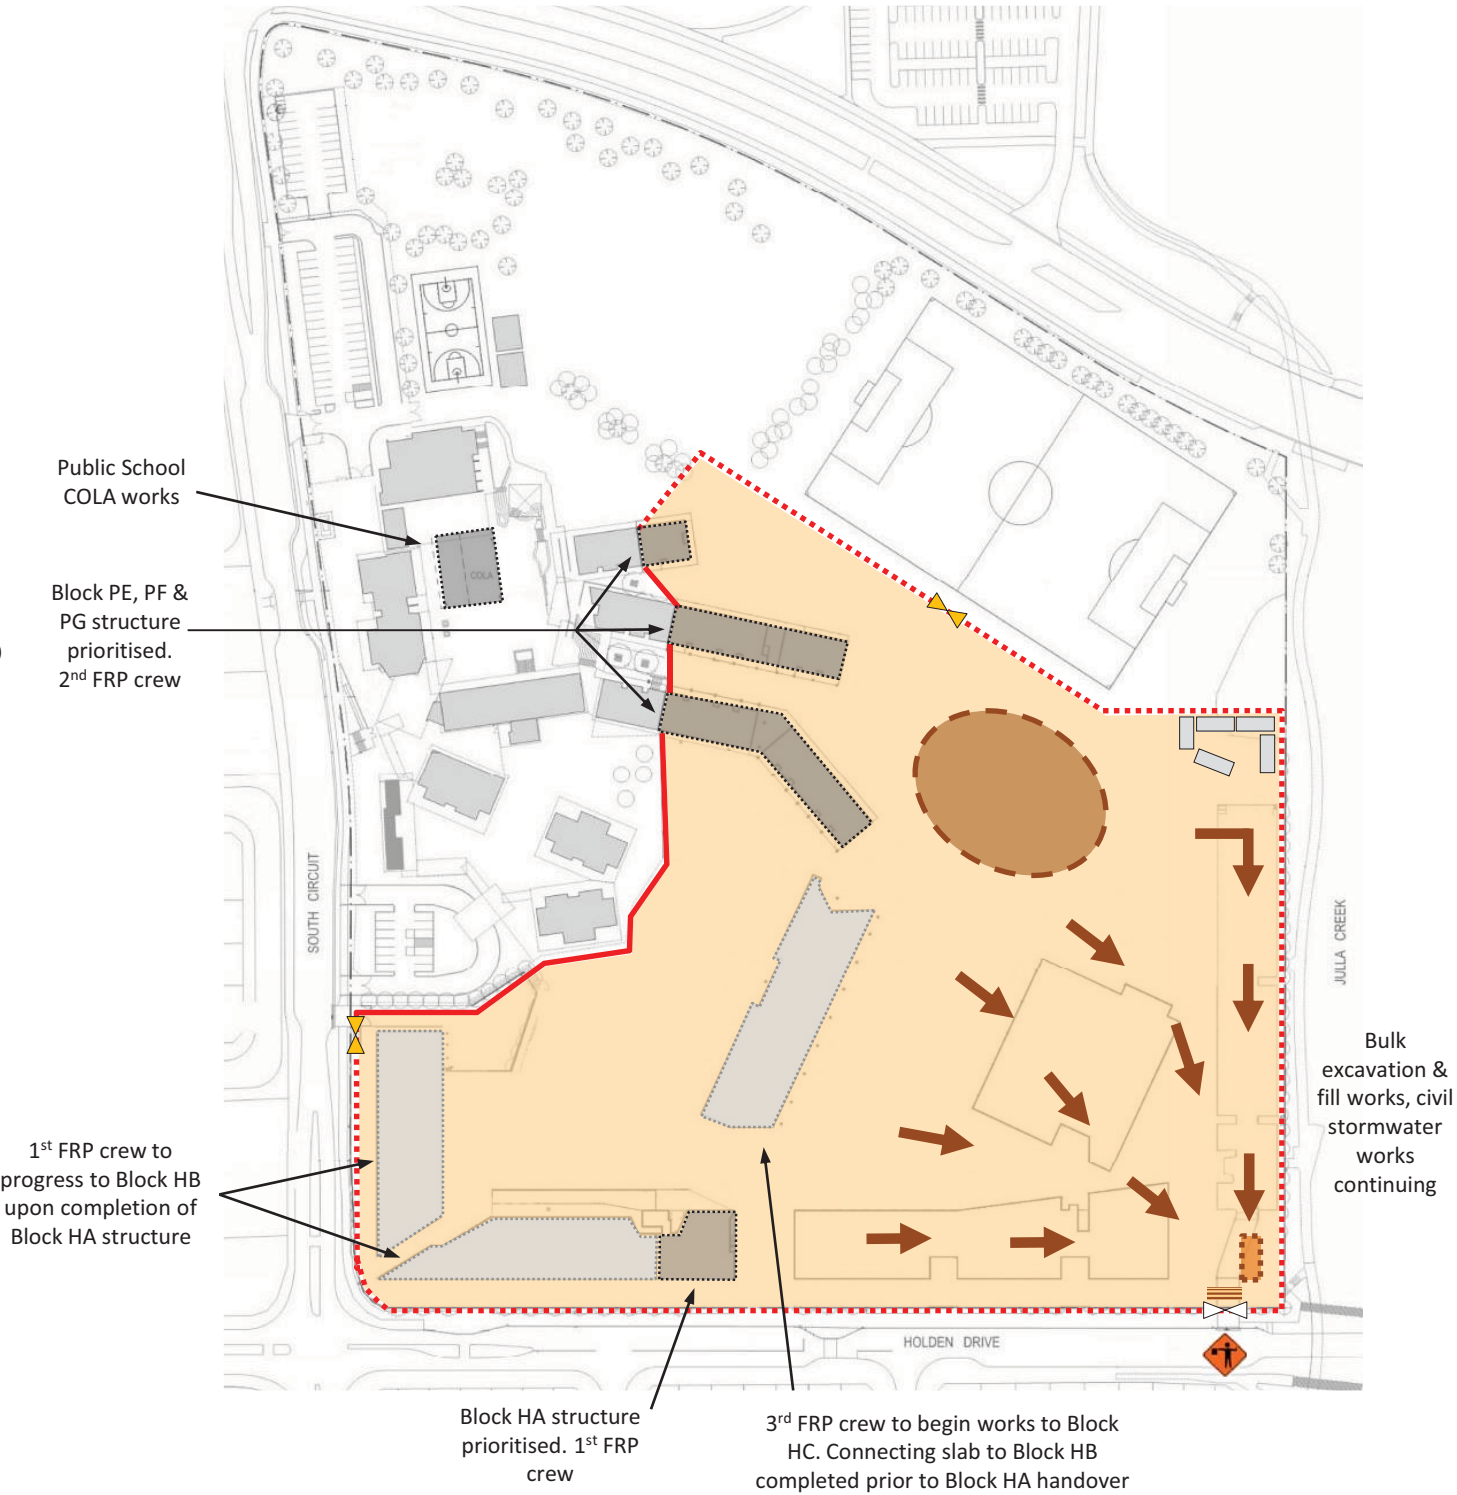 Public School
COLA works
COLA
Block PE, PF &
PG structure
prioritised.
2nd FRP crew
)
SOUTH CIRCUIT
JULLA CREEK
Bulk
excavation &
fill works, civil
stormwater
works
continuing
1st FRP crew to
progress to Block HB
upon completion of
Block HA structure
HOLDEN DRIVE
Block HA structure
prioritised. 1st FRP
crew
3rd FRP crew to begin works to Block
HC. Connecting slab to Block HB
completed prior to Block HA handover